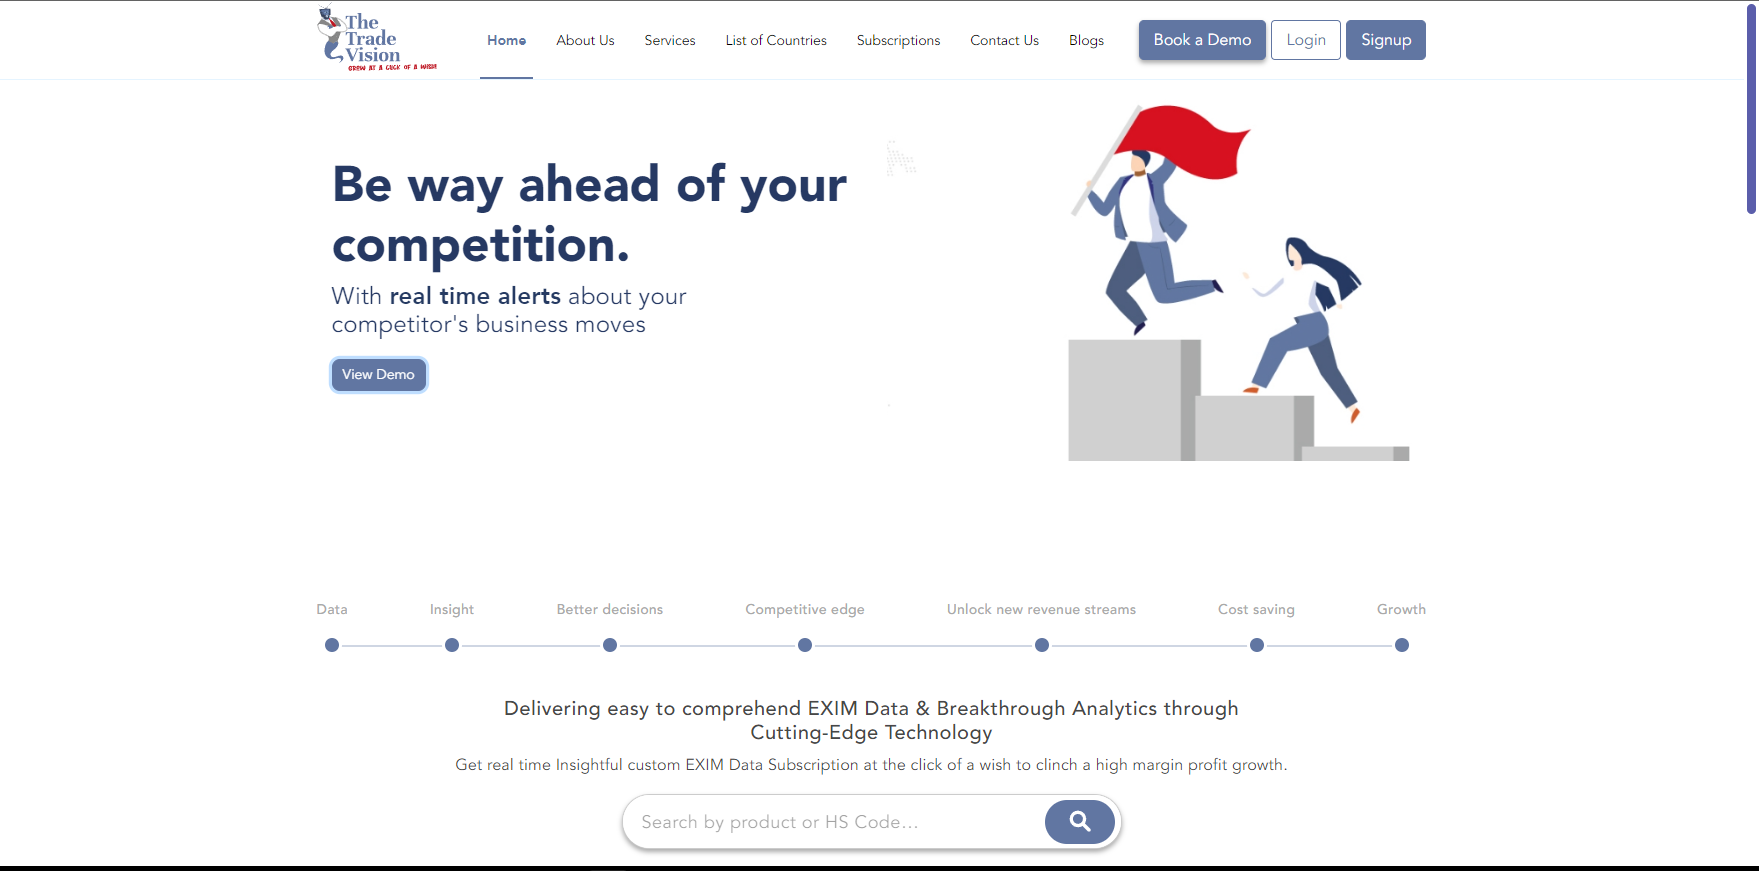 The
Trade
Vision
GROW AT A CLICK OF A WISH!
Home About Us Services List of Countries Subscriptions Contact Us Blogs Book a Demo Login Signup
Be way ahead of your
competition.
With real time alerts about your
competitor's business moves
View Demo
Data Insight Better decisions Competitive edge Unlock new revenue streams Cost saving Growth
Delivering easy to comprehend EXIM Data & Breakthrough Analytics through
Cutting-Edge Technology
Get real time Insightful custom EXIM Data Subscription at the click of a wish to clinch a high margin profit growth.
Search by product or HS Code...